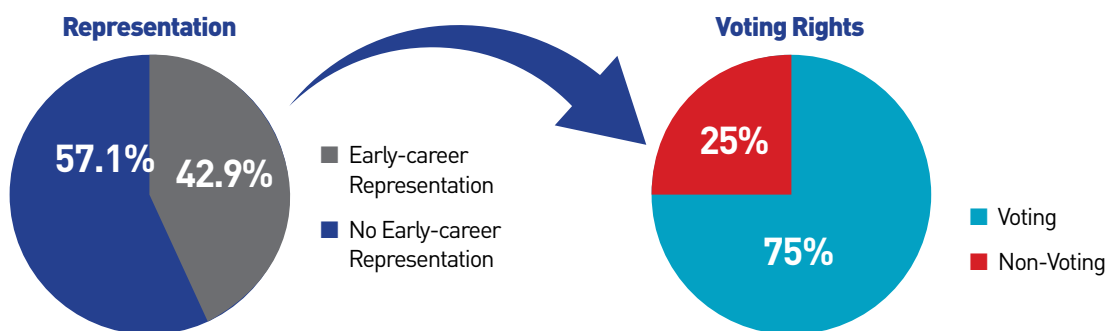 Representation
57.1%
42.9%
Early-career
Representation
No Early-career
Representation
Voting Rights
25%
75%
Voting
Non-Voting